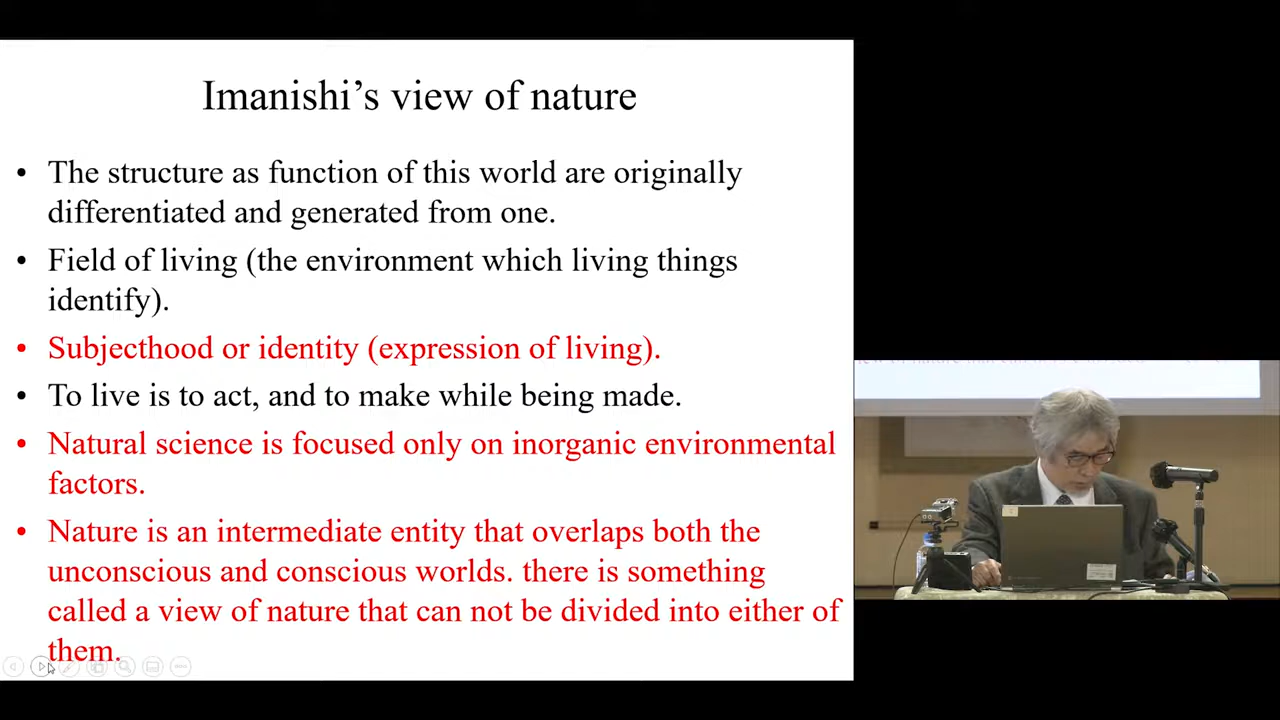 Imanishi's view of nature
• The structure as function of this world are originally
differentiated and generated from one.
• Field of living (the environment which living things
identify).
• Subjecthood or identity (expression of living).
• To live is to act, and to make while being made.
• Natural science is focused only on inorganic environmental
factors.
• Nature is an intermediate entity that overlaps both the
unconscious and conscious worlds. there is something
called a view of nature that can not be divided into either of
them.